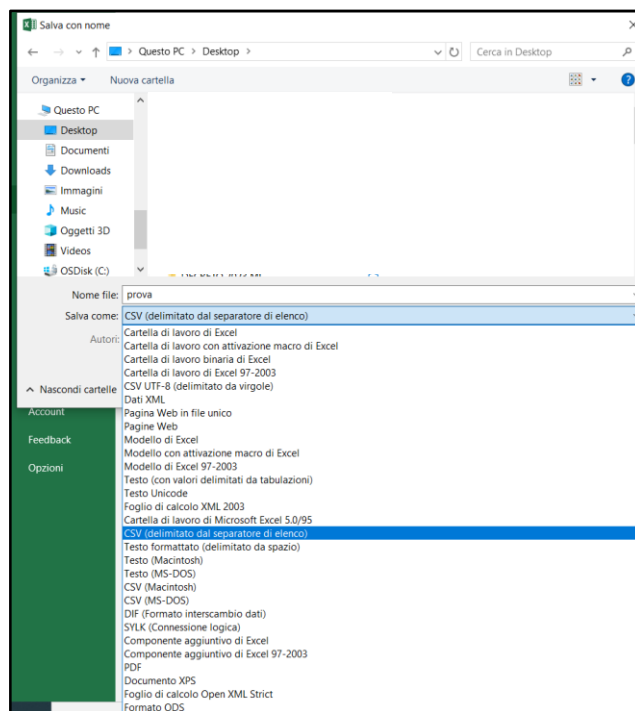 Salva con nome
Questo PC > Desktop >
Cerca in Desktop
Organizza
Nuova cartella
Questo PC
Desktop
Documenti
Downloads
Immagini
Music
Oggetti 3D
Videos
OSDisk (C:)
Nome file: prova
Salva come: CSV (delimitato dal separatore di elenco)
Autori:
Cartella di lavoro di Excel
Cartella di lavoro con attivazione macro di Excel
Cartella di lavoro binaria di Excel
Cartella di lavoro di Excel 97-2003
Nascondi cartelle
CSV UTF-8 (delimitato da virgole)
Dati XML
Account
Pagina Web in file unico
Pagine Web
Feedback
Modello di Excel
Modello con attivazione macro di Excel
Opzioni
Modello di Excel 97-2003
Testo (con valori delimitati da tabulazioni)
Testo Unicode
Foglio di calcolo XML 2003
Cartella di lavoro di Microsoft Excel 5.0/95
CSV (delimitato dal separatore di elenco)
Testo formattato (delimitato da spazio)
Testo (Macintosh)
Testo (MS-DOS)
CSV (Macintosh)
CSV (MS-DOS)
DIF (Formato interscambio dati)
SYLK (Connessione logica)
Componente aggiuntivo di Excel
Componente aggiuntivo di Excel 97-2003
PDF
Documento XPS
Foglio di calcolo Open XML Strict
Formato ODS